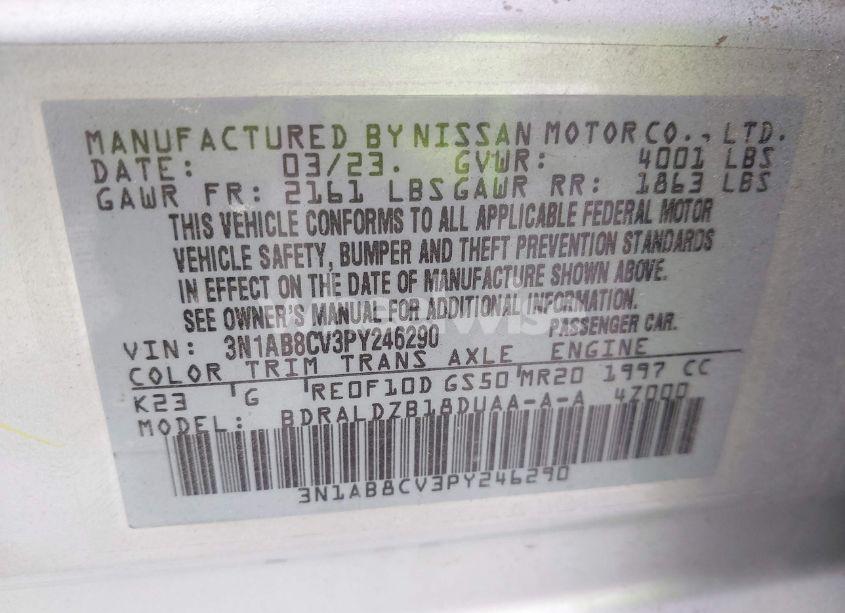 MANUFACTURED BY NISSAN MOTOR CO., LTD.
DATE: 03/23. GVWR: 4001 LBS
GAWR FR: 2161 LBS GAWR RR: 1863 LBS
THIS VEHICLE CONFORMS TO ALL APPLICABLE FEDERAL MOTOR
VEHICLE SAFETY, BUMPER AND THEFT PREVENTION STANDARDS
IN EFFECT ON THE DATE OF MANUFACTURE SHOWN ABOVE.
SEE OWNER'S MANUAL FOR ADDITIONAL INFORMATION.
PASSENGER CAR.
VIN: 3N1AB8CV3PY246290
COLOR TRIM TRANS AXLE ENGINE
K23 G RE0F10D GS50 MR20 1997 CC
MODEL: BDRALDZB18DUAA-A-A 4Z000
3N1AB8CV3PY246290